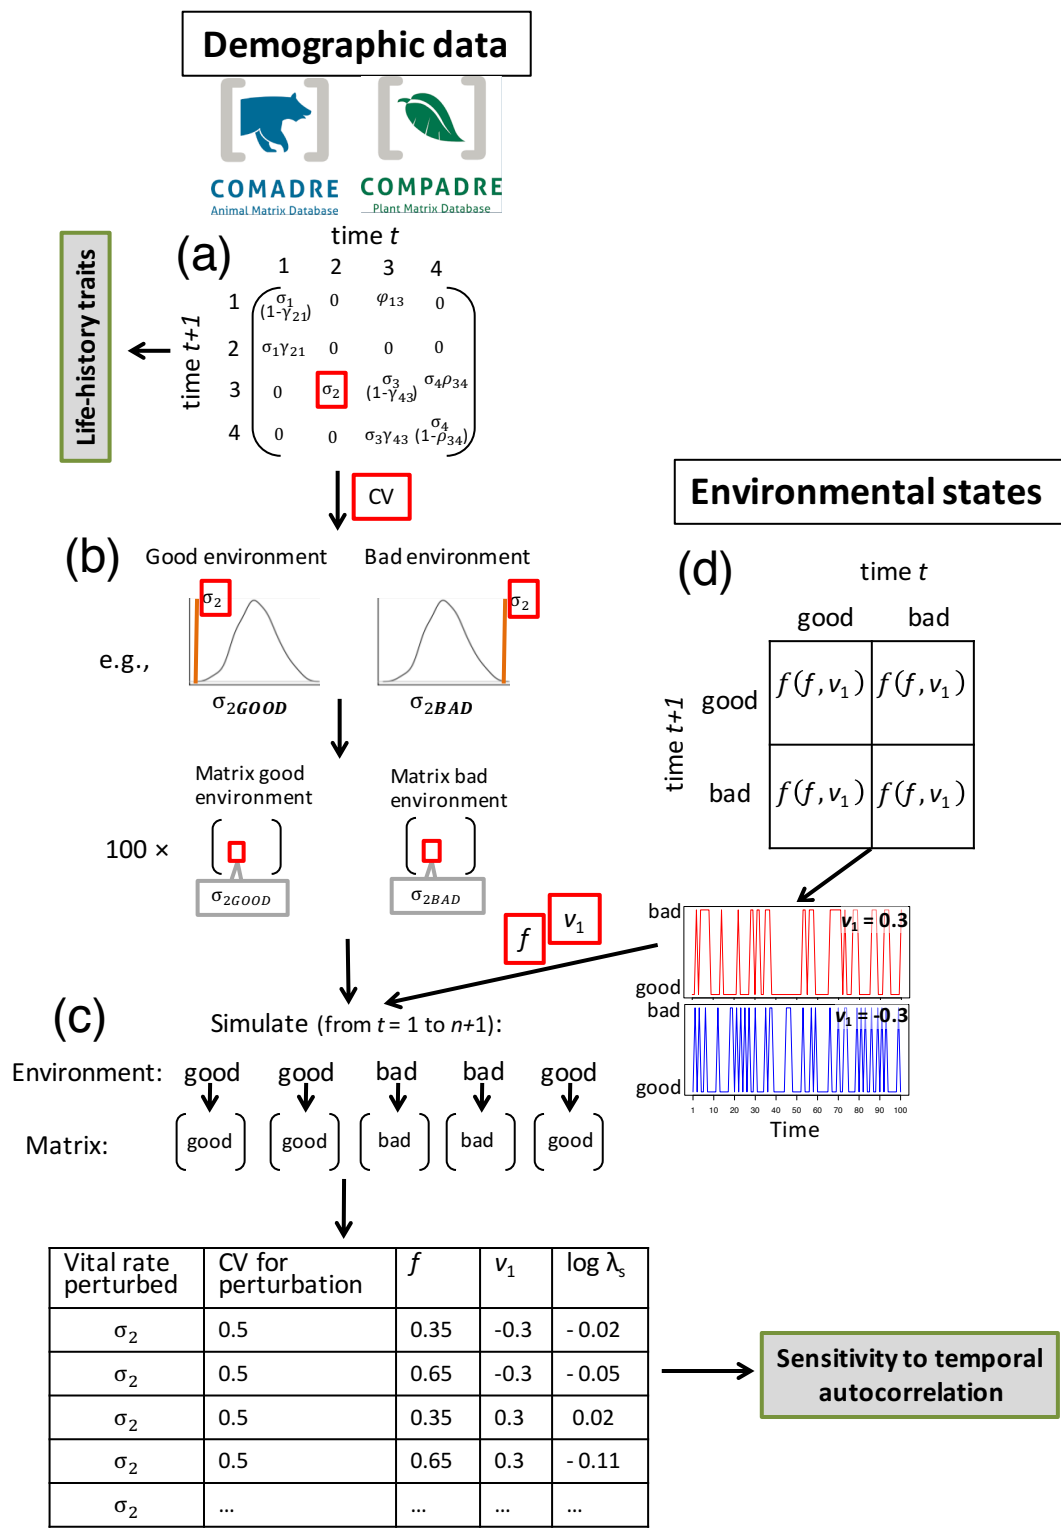 Demographic data
COMADRE
Animal Matrix Database
COMPADRE
Plant Matrix Database
Life-history traits
(a)
time t
1 2 3 4
time t+1
1 σ₁(1-γ₂₁) 0 φ₁₃ 0
2 σ₁γ₂₁ 0 0 0
3 0 σ₂ σ₃(1-γ₄₃) σ₄ρ₃₄
4 0 0 σ₃γ₄₃ σ₄(1-ρ₃₄)
CV
(b)
Good environment
Bad environment
e.g.,
σ₂
σ₂
σ₂GOOD
σ₂BAD
Matrix good
environment
Matrix bad
environment
100 ×
σ₂GOOD
σ₂BAD
Environmental states
(d)
time t
good bad
time t+1
good f(f, v₁) f(f, v₁)
bad f(f, v₁) f(f, v₁)
f
v₁
bad
v₁ = 0.3
good
bad
v₁ = -0.3
good
1 10 20 30 40 50 60 70 80 90 100
Time
(c)
Simulate (from t = 1 to n+1):
Environment: good good bad bad good
Matrix: good good bad bad good
Vital rate perturbed | CV for perturbation | f | v₁ | log λₛ
σ₂ 0.5 0.35 -0.3 - 0.02
σ₂ 0.5 0.65 -0.3 - 0.05
σ₂ 0.5 0.35 0.3 0.02
σ₂ 0.5 0.65 0.3 - 0.11
σ₂ ... ... ... ...
Sensitivity to temporal
autocorrelation